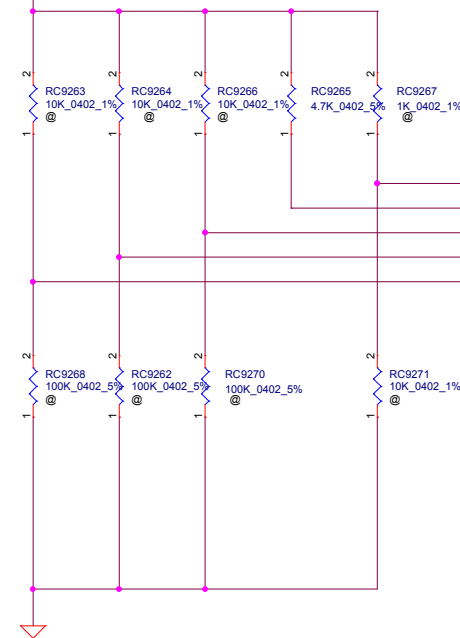 2
2
2
2
2
RC9263
10K_0402_1%
@
RC9264
10K_0402_1%
@
RC9266
10K_0402_1%
@
RC9265
4.7K_0402_5%
RC9267
1K_0402_1%
@
1
1
1
1
1
2
2
2
2
RC9268
100K_0402_5%
@
RC9262
100K_0402_5%
@
RC9270
100K_0402_5%
@
RC9271
10K_0402_1%
@
1
1
1
1